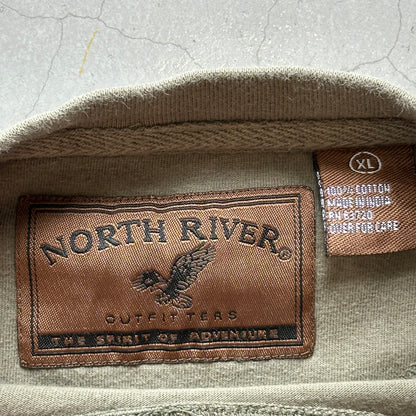 NORTH RIVER®
OUTFITTERS
THE SPIRIT OF ADVENTURE
XL
100% COTTON
MADE IN INDIA
RN 63720
OVER FOR CARE